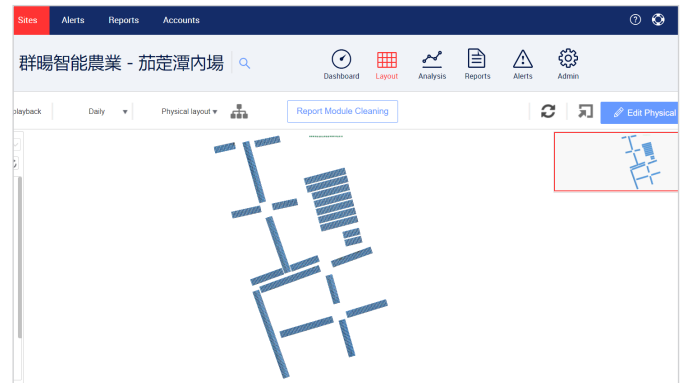 Sites Alerts Reports Accounts
群暘智能農業 - 茄萣潭內場
Dashboard Layout Analysis Reports Alerts Admin
playback Daily Physical layout Report Module Cleaning Edit Physical